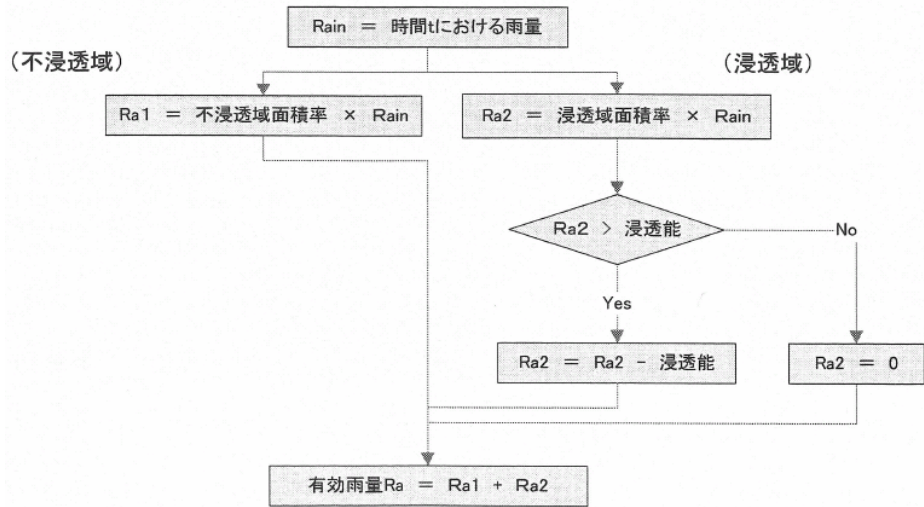 Rain = 時間tにおける雨量
(不浸透域)
(浸透域)
Ra1 = 不浸透域面積率 × Rain
Ra2 = 浸透域面積率 × Rain
Ra2 > 浸透能
No
Yes
Ra2 = Ra2 - 浸透能
Ra2 = 0
有効雨量Ra = Ra1 + Ra2